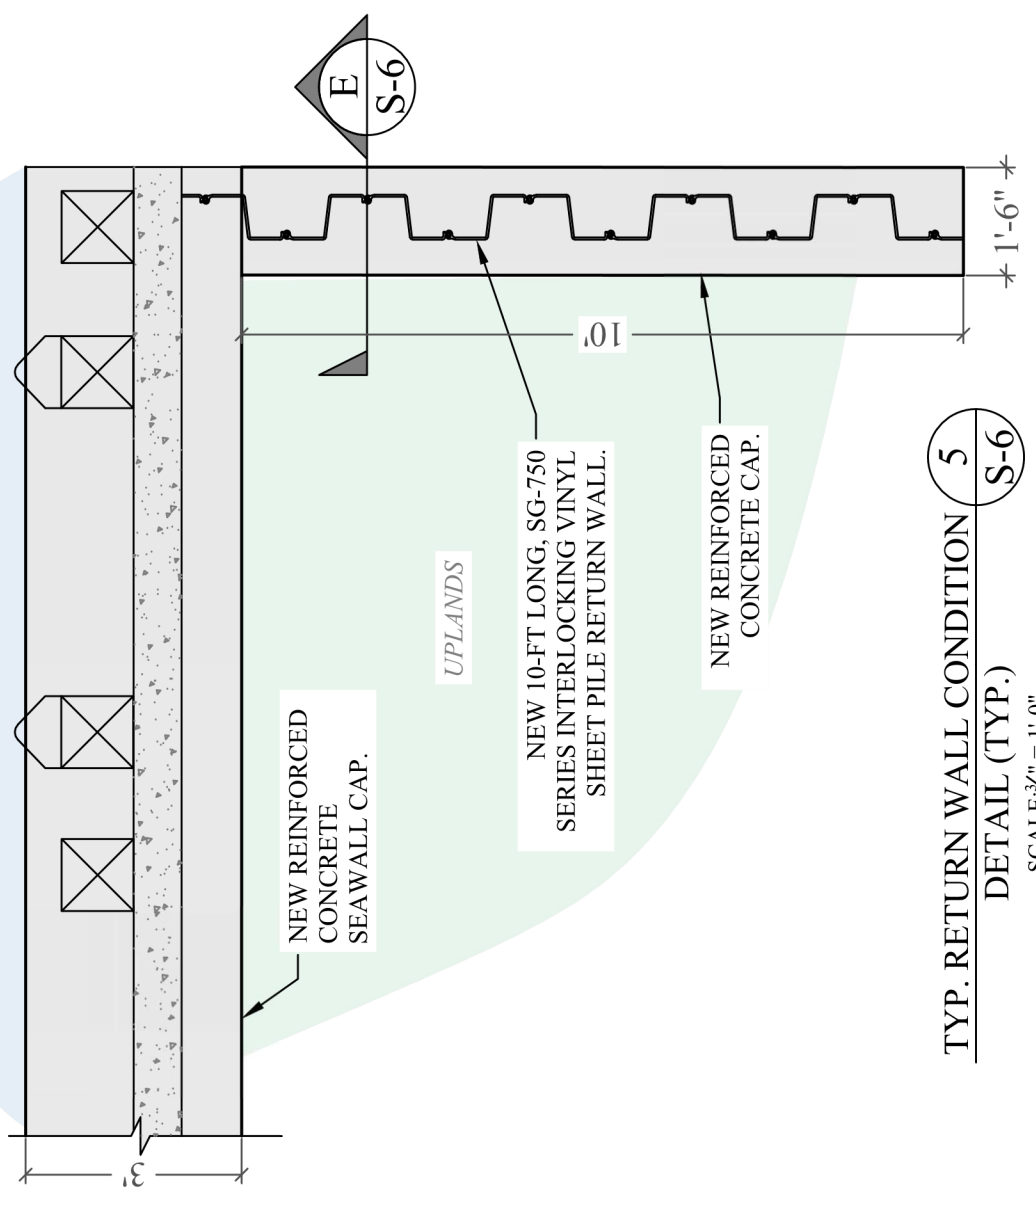 E
S-6
3'
10'
1'-6"
NEW REINFORCED
CONCRETE
SEAWALL CAP.
UPLANDS
NEW 10-FT LONG, SG-750
SERIES INTERLOCKING VINYL
SHEET PILE RETURN WALL.
NEW REINFORCED
CONCRETE CAP.
TYP. RETURN WALL CONDITION
DETAIL (TYP.)
5
S-6
SCALE:¾" = 1'-0"